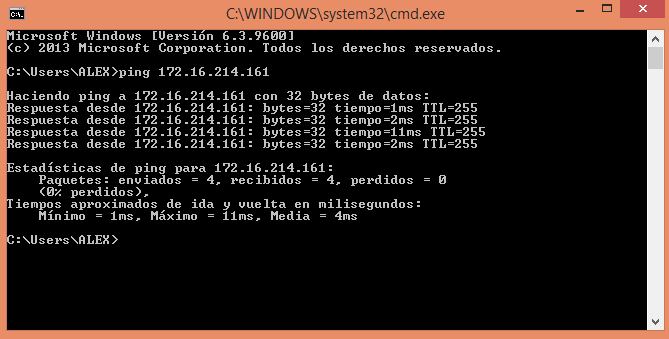 C:\WINDOWS\system32\cmd.exe
Microsoft Windows [Versión 6.3.9600]
(c) 2013 Microsoft Corporation. Todos los derechos reservados.
C:\Users\ALEX>ping 172.16.214.161
Haciendo ping a 172.16.214.161 con 32 bytes de datos:
Respuesta desde 172.16.214.161: bytes=32 tiempo=1ms TTL=255
Respuesta desde 172.16.214.161: bytes=32 tiempo=2ms TTL=255
Respuesta desde 172.16.214.161: bytes=32 tiempo=11ms TTL=255
Respuesta desde 172.16.214.161: bytes=32 tiempo=2ms TTL=255
Estadísticas de ping para 172.16.214.161:
Paquetes: enviados = 4, recibidos = 4, perdidos = 0
(0% perdidos),
Tiempos aproximados de ida y vuelta en milisegundos:
Mínimo = 1ms, Máximo = 11ms, Media = 4ms
C:\Users\ALEX>